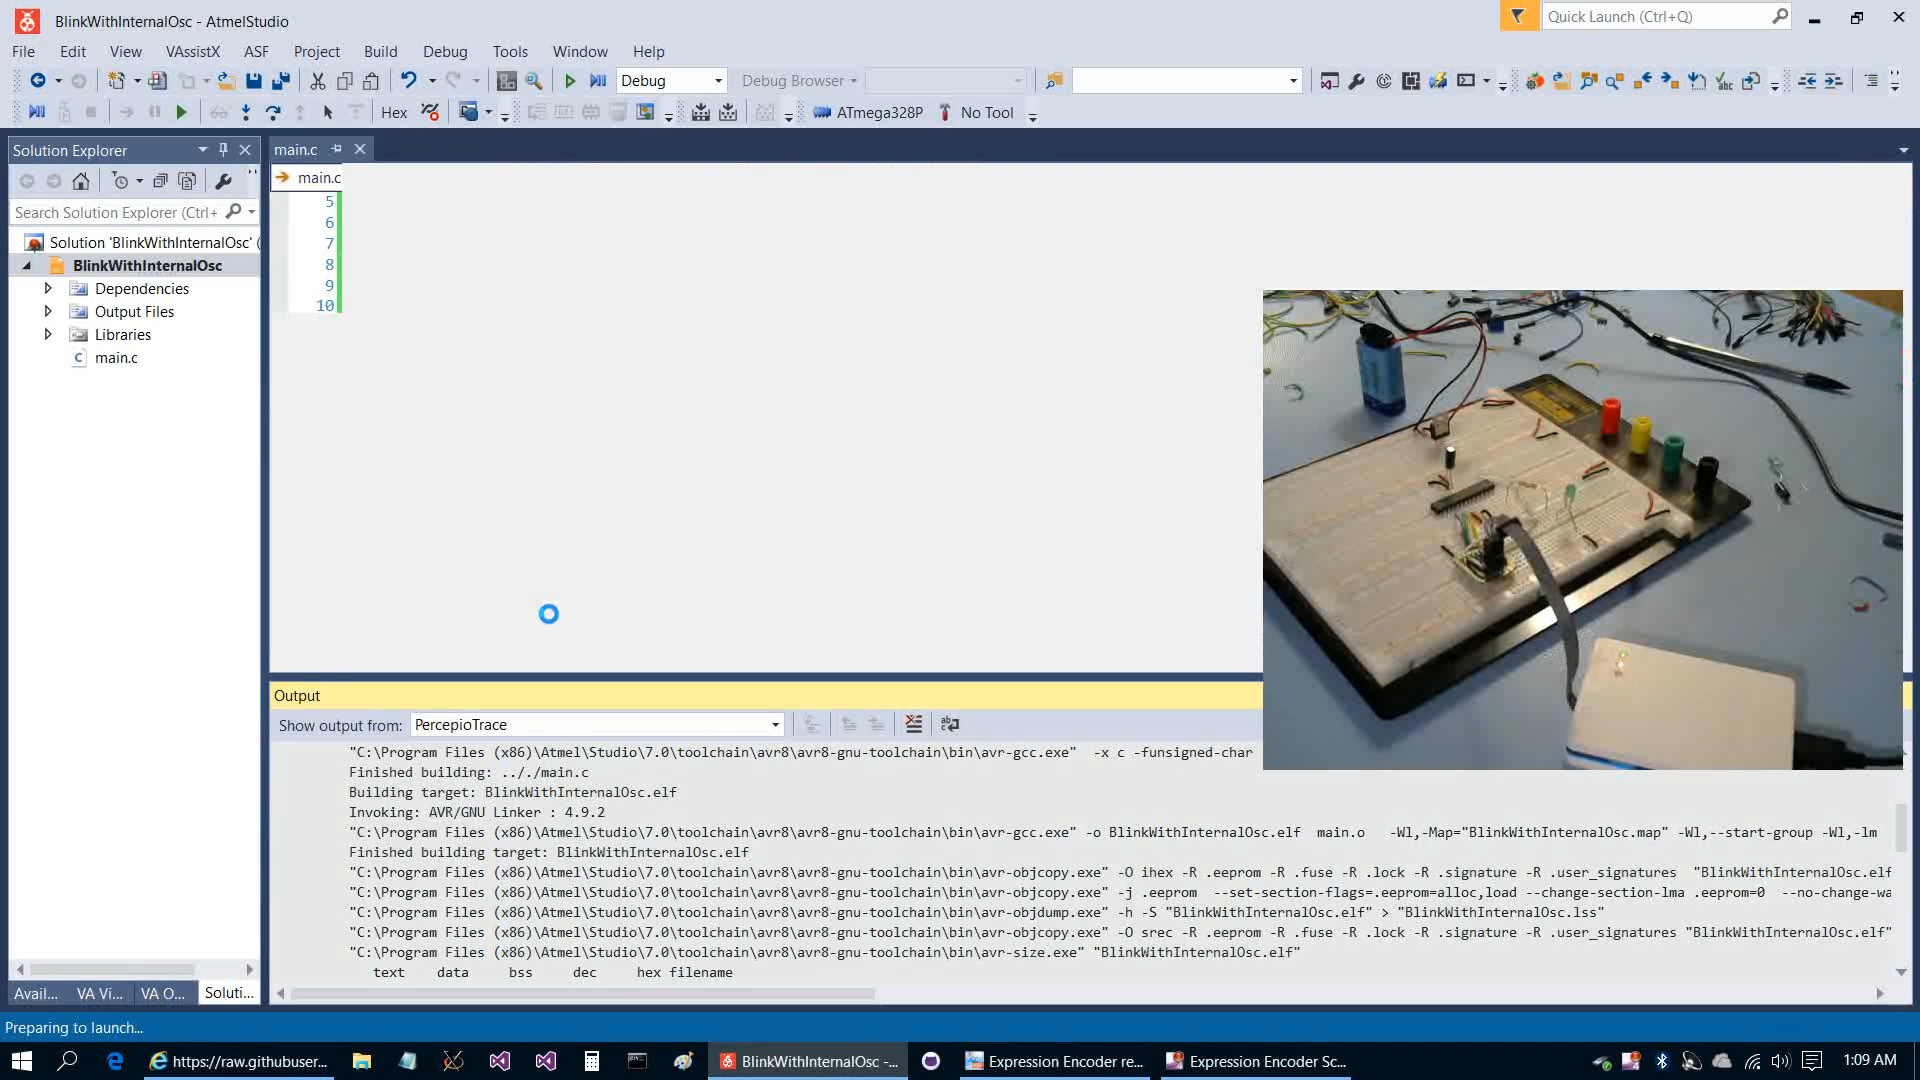 BlinkWithInternalOsc - AtmelStudio
Quick Launch (Ctrl+Q)
File Edit View VAssistX ASF Project Build Debug Tools Window Help
Debug Debug Browser
Hex ATmega328P No Tool
Solution Explorer
main.c
main.c
Search Solution Explorer (Ctrl+
5
6
7
8
9
10
Solution 'BlinkWithInternalOsc' (
BlinkWithInternalOsc
Dependencies
Output Files
Libraries
main.c
Output
Show output from: PercepioTrace
"C:\Program Files (x86)\Atmel\Studio\7.0\toolchain\avr8\avr8-gnu-toolchain\bin\avr-gcc.exe"  -x c -funsigned-char
Finished building: .././main.c
Building target: BlinkWithInternalOsc.elf
Invoking: AVR/GNU Linker : 4.9.2
"C:\Program Files (x86)\Atmel\Studio\7.0\toolchain\avr8\avr8-gnu-toolchain\bin\avr-gcc.exe" -o BlinkWithInternalOsc.elf  main.o   -Wl,-Map="BlinkWithInternalOsc.map" -Wl,--start-group -Wl,-lm
Finished building target: BlinkWithInternalOsc.elf
"C:\Program Files (x86)\Atmel\Studio\7.0\toolchain\avr8\avr8-gnu-toolchain\bin\avr-objcopy.exe" -O ihex -R .eeprom -R .fuse -R .lock -R .signature -R .user_signatures  "BlinkWithInternalOsc.elf
"C:\Program Files (x86)\Atmel\Studio\7.0\toolchain\avr8\avr8-gnu-toolchain\bin\avr-objcopy.exe" -j .eeprom  --set-section-flags=.eeprom=alloc,load --change-section-lma .eeprom=0  --no-change-wa
"C:\Program Files (x86)\Atmel\Studio\7.0\toolchain\avr8\avr8-gnu-toolchain\bin\avr-objdump.exe" -h -S "BlinkWithInternalOsc.elf" > "BlinkWithInternalOsc.lss"
"C:\Program Files (x86)\Atmel\Studio\7.0\toolchain\avr8\avr8-gnu-toolchain\bin\avr-objcopy.exe" -O srec -R .eeprom -R .fuse -R .lock -R .signature -R .user_signatures "BlinkWithInternalOsc.elf"
"C:\Program Files (x86)\Atmel\Studio\7.0\toolchain\avr8\avr8-gnu-toolchain\bin\avr-size.exe" "BlinkWithInternalOsc.elf"
text data bss dec hex filename
Avail... VA Vi... VA O... Soluti...
Preparing to launch...
https://raw.githubuser... BlinkWithInternalOsc -... Expression Encoder re... Expression Encoder Sc... 1:09 AM